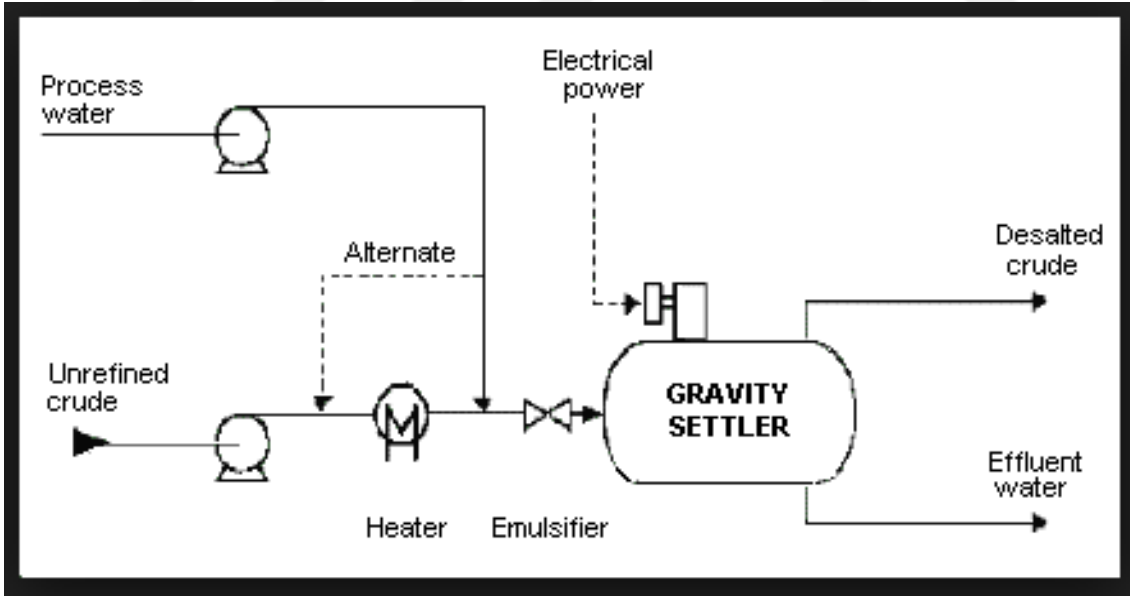 Electrical
power
Process
water
Alternate
Desalted
crude
Unrefined
crude
GRAVITY
SETTLER
Effluent
water
Heater
Emulsifier